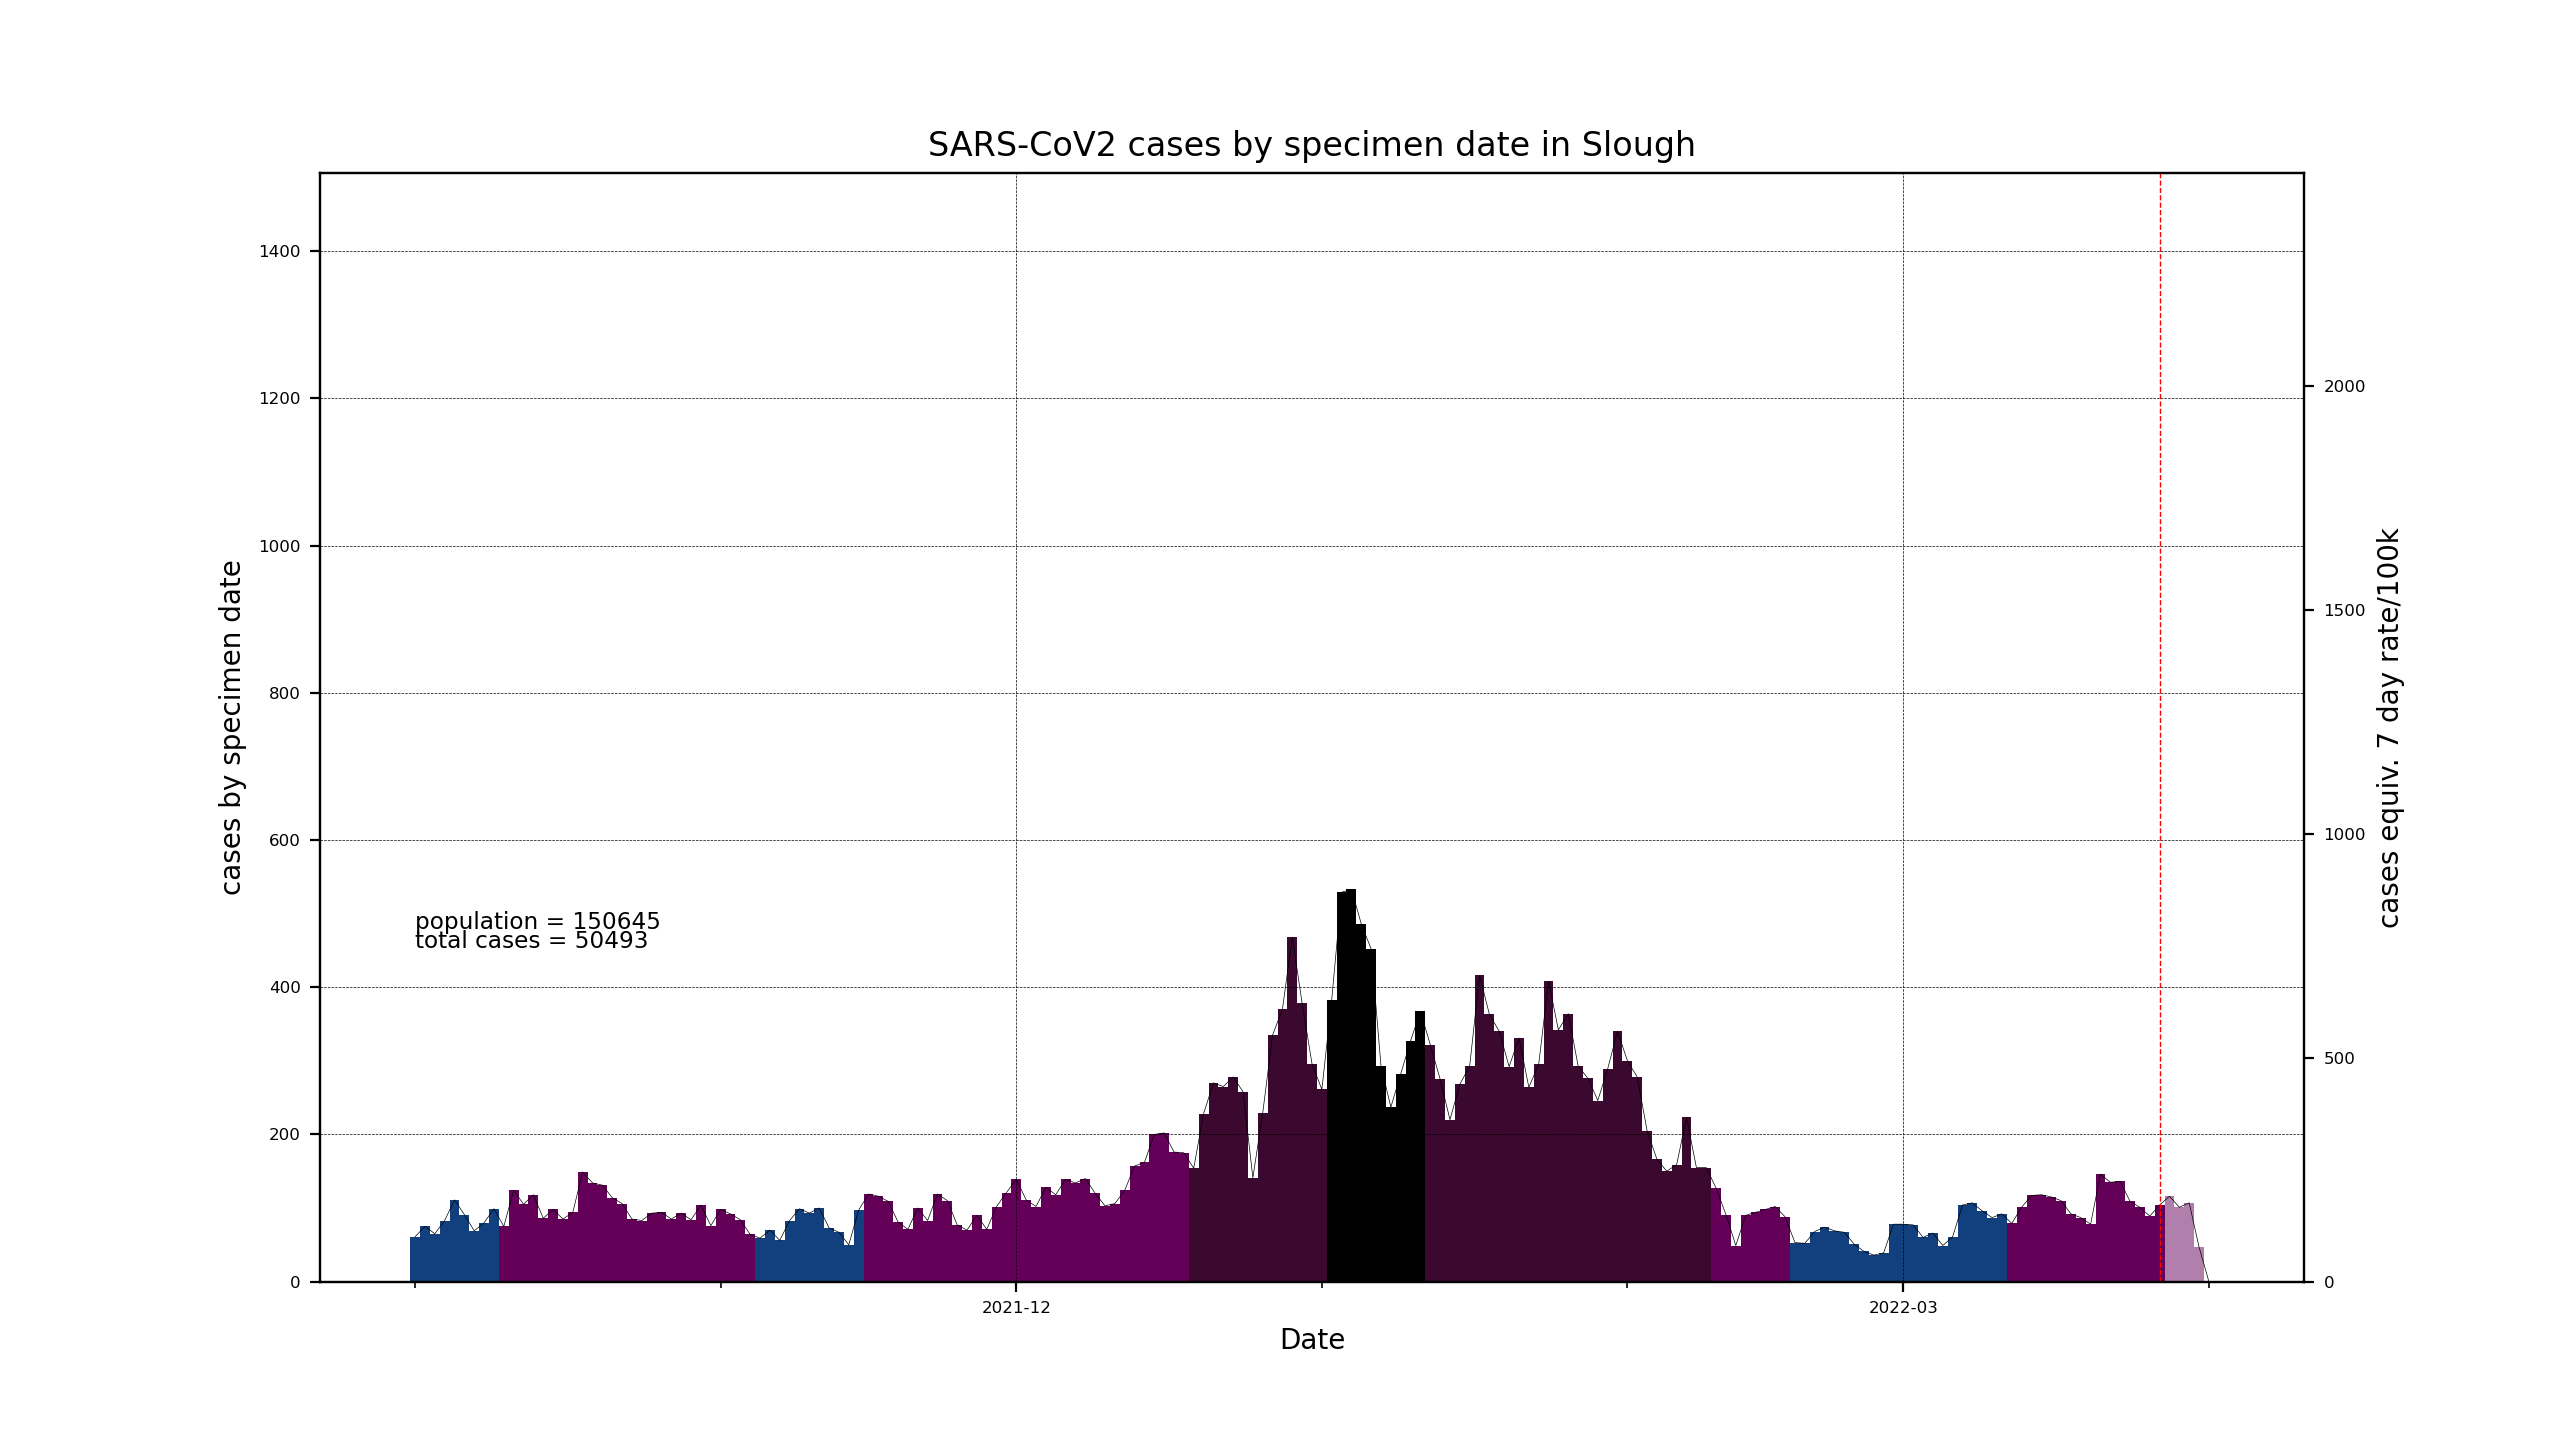 SARS-CoV2 cases by specimen date in Slough
1400
1200
1000
800
600
400
200
0
cases by specimen date
population = 150645
total cases = 50493
2000
1500
1000
500
0
cases equiv. 7 day rate/100k
2021-12
2022-03
Date